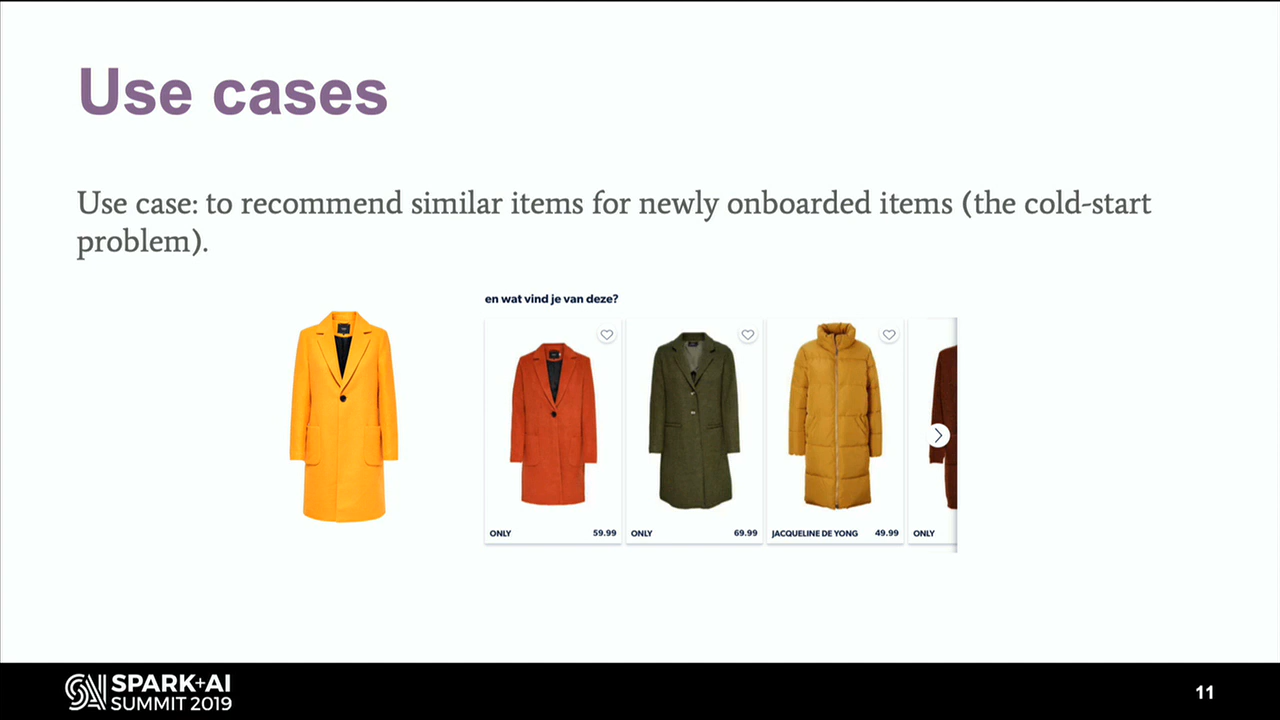 Use cases
Use case: to recommend similar items for newly onboarded items (the cold-start
problem).
en wat vind je van deze?
ONLY 59.99
ONLY 69.99
JACQUELINE DE YONG 49.99
ONLY
SPARK+AI
SUMMIT 2019
11